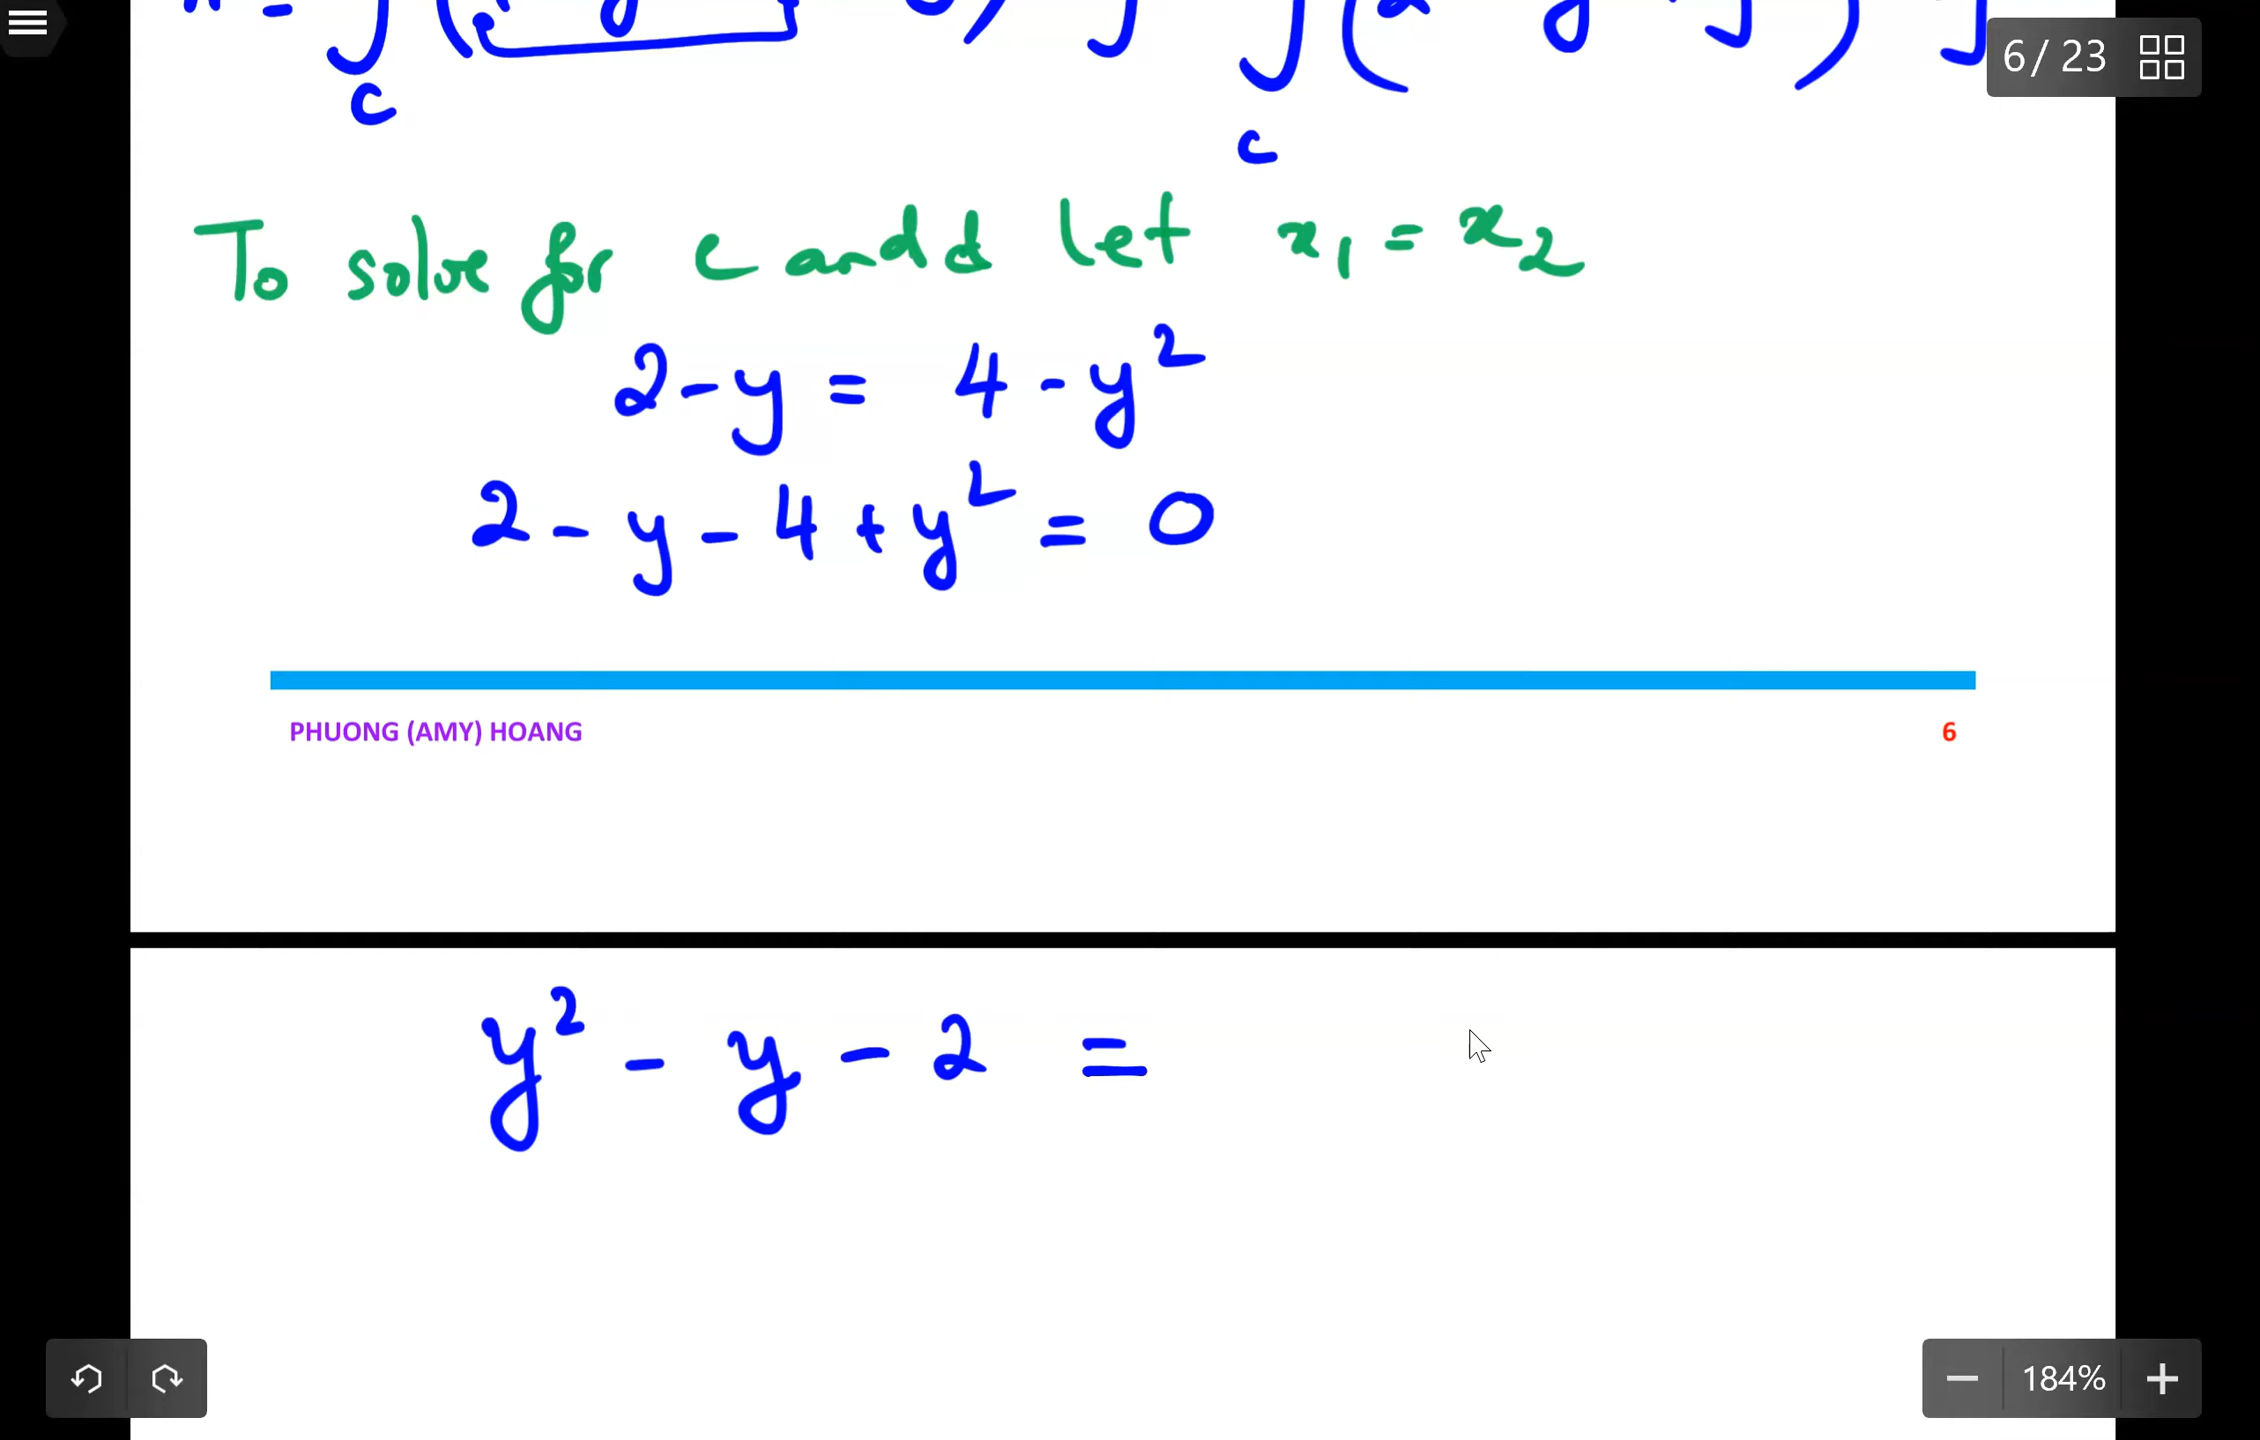 6 / 23
c
c
To solve for c and d let x₁ = x₂
2 - y = 4 - y²
2 - y - 4 + y² = 0
PHUONG (AMY) HOANG 6
y² - y - 2 =
184%